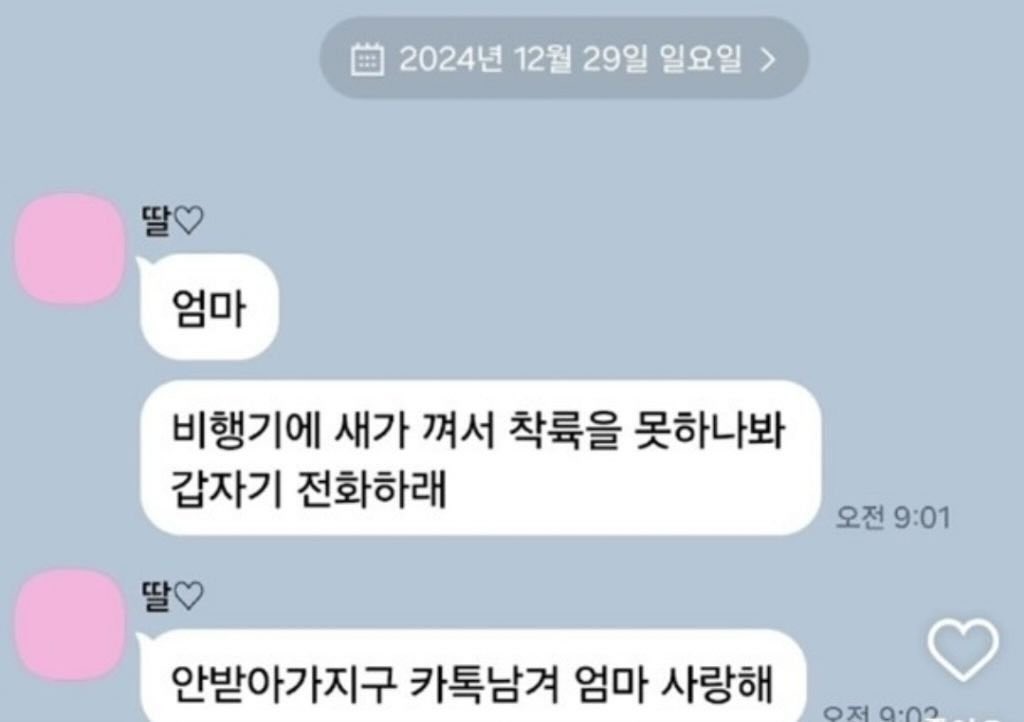 2024년 12월 29일 일요일
딸♡
엄마
비행기에 새가 껴서 착륙을 못하나봐
갑자기 전화하래
오전 9:01
딸♡
안받아가지구 카톡남겨 엄마 사랑해
오전 9:02